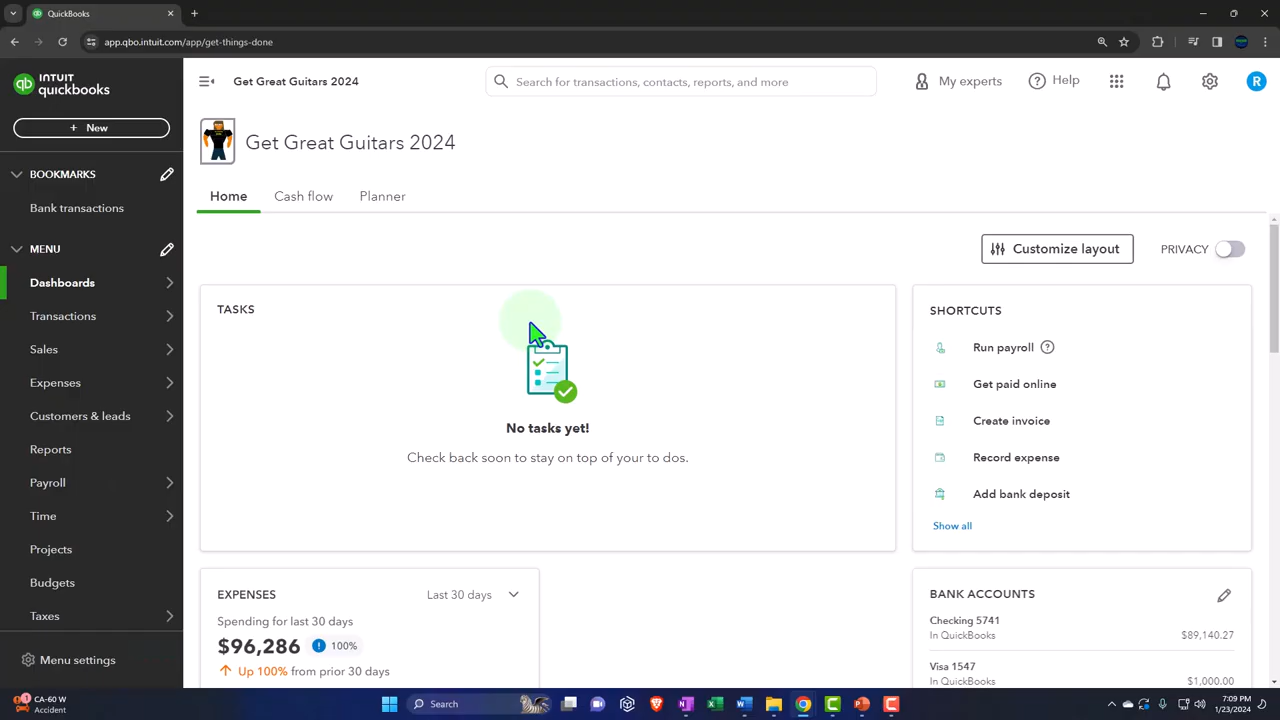 QuickBooks
app.qbo.intuit.com/app/get-things-done
INTUIT
quickbooks
Get Great Guitars 2024
Search for transactions, contacts, reports, and more
My experts
Help
R
+ New
Get Great Guitars 2024
BOOKMARKS
Bank transactions
Home
Cash flow
Planner
MENU
Customize layout
PRIVACY
Dashboards
Transactions
Sales
Expenses
Customers & leads
Reports
Payroll
Time
Projects
Budgets
Taxes
Menu settings
TASKS
No tasks yet!
Check back soon to stay on top of your to dos.
SHORTCUTS
Run payroll
Get paid online
Create invoice
Record expense
Add bank deposit
Show all
EXPENSES
Last 30 days
Spending for last 30 days
$96,286 100%
Up 100% from prior 30 days
BANK ACCOUNTS
Checking 5741
In QuickBooks $89,140.27
Visa 1547
In QuickBooks $1,000.00
1
CA-60 W
Accident
Search
7:09 PM
1/23/2024